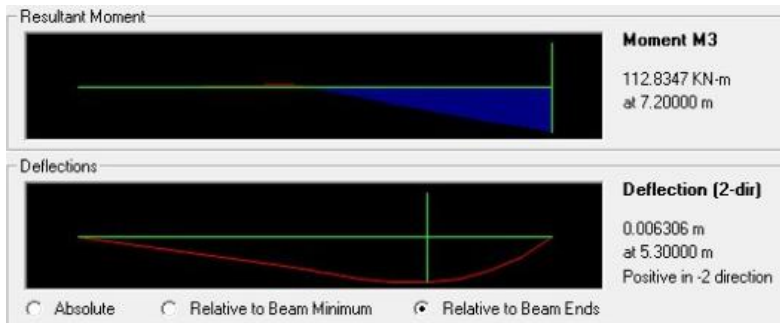 Resultant Moment
Moment M3
112.8347 KN-m
at 7.20000 m
Deflections
Deflection (2-dir)
0.006306 m
at 5.30000 m
Positive in -2 direction
Absolute Relative to Beam Minimum Relative to Beam Ends